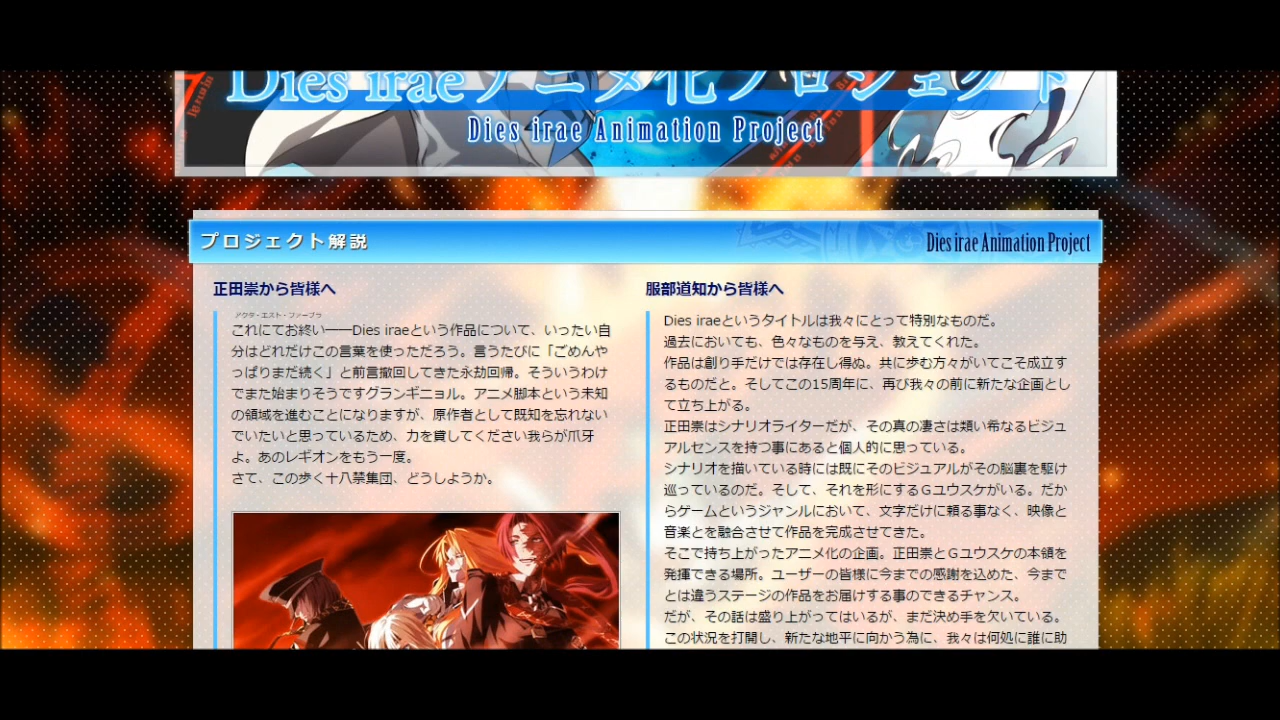 Dies iraeアニメ化プロジェクト
Dies irae Animation Project
プロジェクト解説
Dies irae Animation Project
正田崇から皆様へ
アクタ・エスト・ファーブラ
これにてお終い――Dies iraeという作品について、いったい自
分はどれだけこの言葉を使っただろう。言うたびに「ごめんや
っぱりまだ続く」と前言撤回してきた永劫回帰。そういうわけ
でまた始まりそうですグランギニョル。アニメ脚本という未知
の領域を進むことになりますが、原作者として既知を忘れない
でいたいと思っているため、力を貸してください我らが爪牙
よ。あのレギオンをもう一度。
さて、この歩く十八禁集団、どうしようか。
服部道知から皆様へ
Dies iraeというタイトルは我々にとって特別なものだ。
過去においても、色々なものを与え、教えてくれた。
作品は創り手だけでは存在し得ぬ。共に歩む方々がいてこそ成立す
るものだと。そしてこの15周年に、再び我々の前に新たな企画とし
て立ち上がる。
正田崇はシナリオライターだが、その真の凄さは類い希なるビジュ
アルセンスを持つ事にあると個人的に思っている。
シナリオを描いている時には既にそのビジュアルがその脳裏を駆け
巡っているのだ。そして、それを形にするＧユウスケがいる。だか
らゲームというジャンルにおいて、文字だけに頼る事なく、映像と
音楽とを融合させて作品を完成させてきた。
そこで持ち上がったアニメ化の企画。正田崇とＧユウスケの本領を
発揮できる場所。ユーザーの皆様に今までの感謝を込めた、今まで
とは違うステージの作品をお届けする事のできるチャンス。
だが、その話は盛り上がってはいるが、まだ決め手を欠いている。
この状況を打開し、新たな地平に向かう為に、我々は何処に誰に助